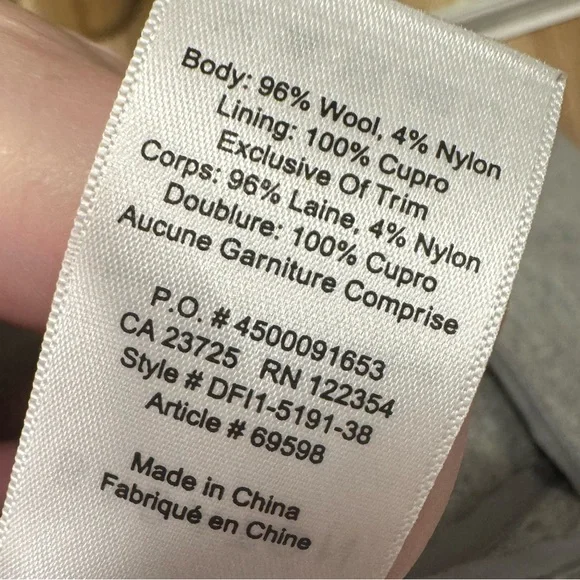 Body: 96% Wool, 4% Nylon
Lining: 100% Cupro
Exclusive Of Trim
Corps: 96% Laine, 4% Nylon
Doublure: 100% Cupro
Aucune Garniture Comprise
P.O. # 4500091653
CA 23725 RN 122354
Style # DFI1-5191-38
Article # 69598
Made in China
Fabriqué en Chine